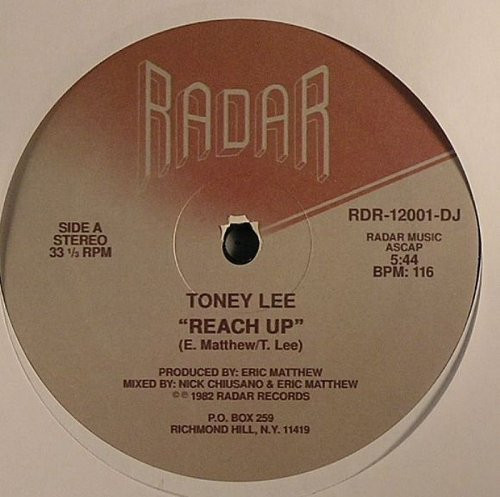 RADAR
RDR-12001-DJ
SIDE A
STEREO
33 ⅓ RPM
RADAR MUSIC
ASCAP
5:44
BPM: 116
TONEY LEE
“REACH UP”
(E. Matthew/T. Lee)
PRODUCED BY: ERIC MATTHEW
MIXED BY: NICK CHIUSANO & ERIC MATTHEW
© ℗ 1982 RADAR RECORDS
P.O. BOX 259
RICHMOND HILL, N.Y. 11419